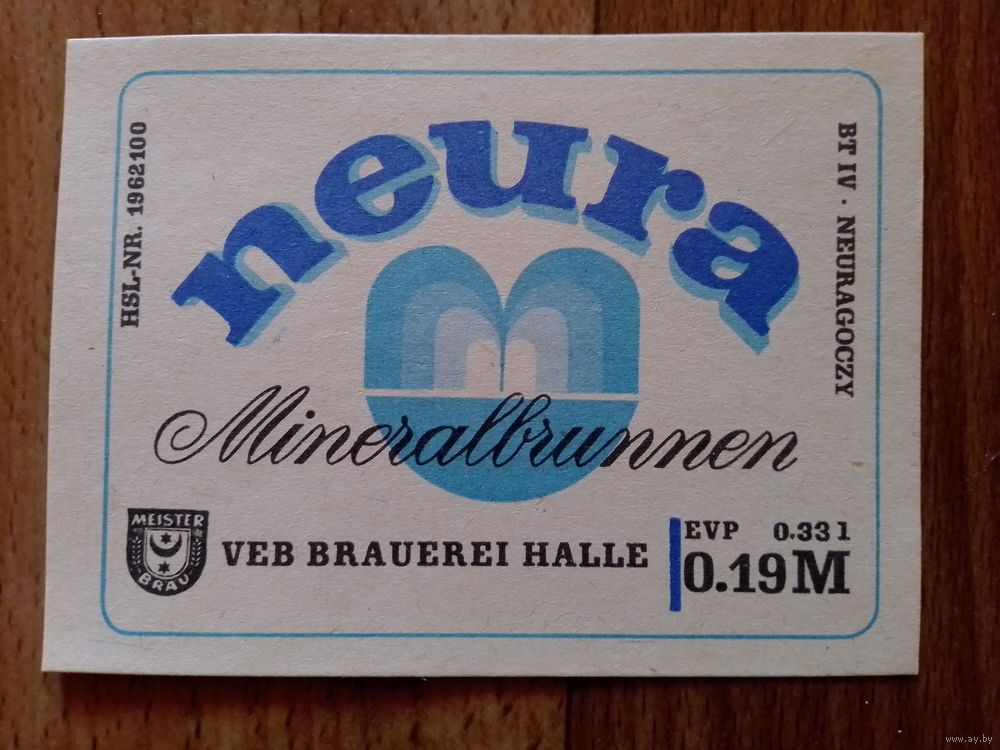 neura
Mineralbrunnen
HSL-NR. 1962100
BT IV · NEURAGOCZY
MEISTER
BRAU
VEB BRAUEREI HALLE
EVP 0.33 l
0.19 M
www.ay.by